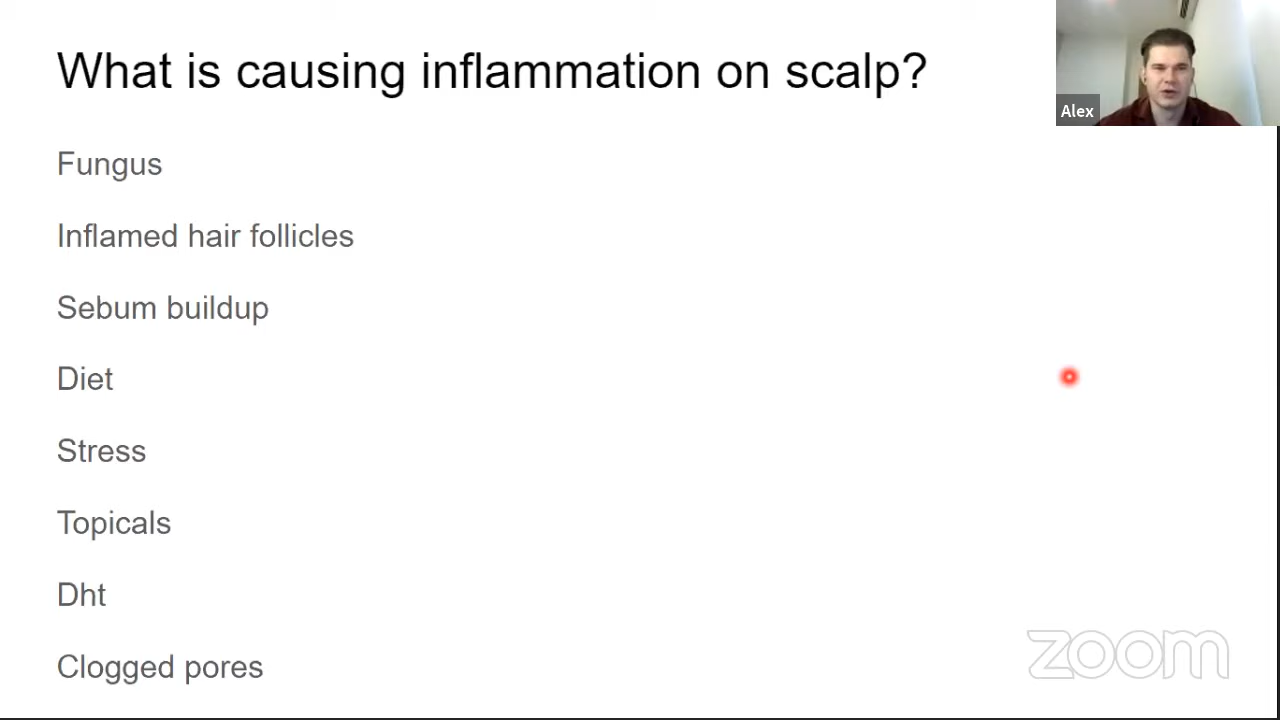 What is causing inflammation on scalp?
Alex
Fungus
Inflamed hair follicles
Sebum buildup
Diet
Stress
Topicals
Dht
Clogged pores
zoom